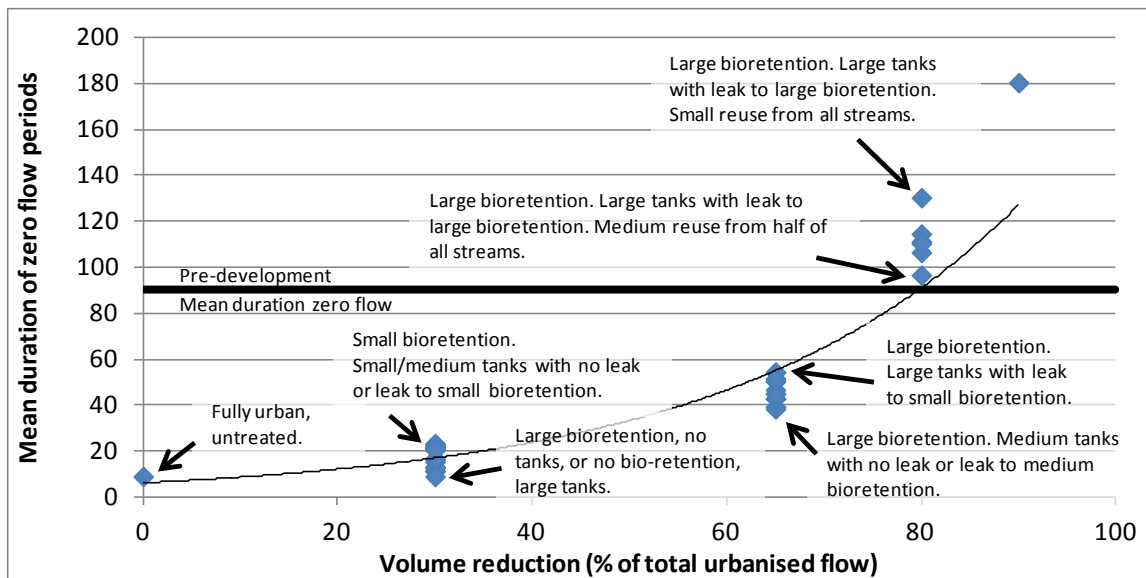 Mean duration of zero flow periods
200
180
160
140
120
100
80
60
40
20
0
Large bioretention. Large tanks
with leak to large bioretention.
Small reuse from all streams.
Large bioretention. Large tanks with leak to
large bioretention. Medium reuse from half of
all streams.
Pre-development
Mean duration zero flow
Small bioretention.
Small/medium tanks with no leak
or leak to small bioretention.
Large bioretention.
Large tanks with leak
to small bioretention.
Fully urban,
untreated.
Large bioretention, no
tanks, or no bio-retention,
large tanks.
Large bioretention. Medium tanks
with no leak or leak to medium
bioretention.
0 20 40 60 80 100
Volume reduction (% of total urbanised flow)